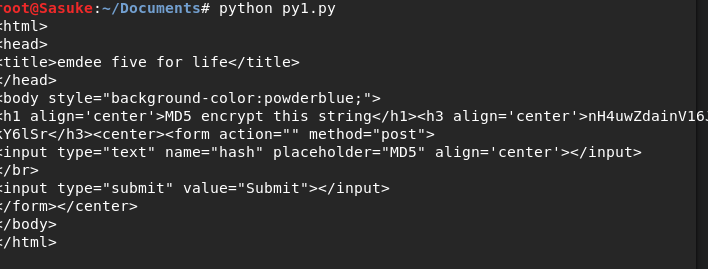 root@Sasuke:~/Documents# python py1.py
<html>
<head>
<title>emdee five for life</title>
</head>
<body style="background-color:powderblue;">
<h1 align='center'>MD5 encrypt this string</h1><h3 align='center'>nH4uwZdainV16J
kY6lSr</h3><center><form action="" method="post">
<input type="text" name="hash" placeholder="MD5" align='center'></input>
</br>
<input type="submit" value="Submit"></input>
</form></center>
</body>
</html>